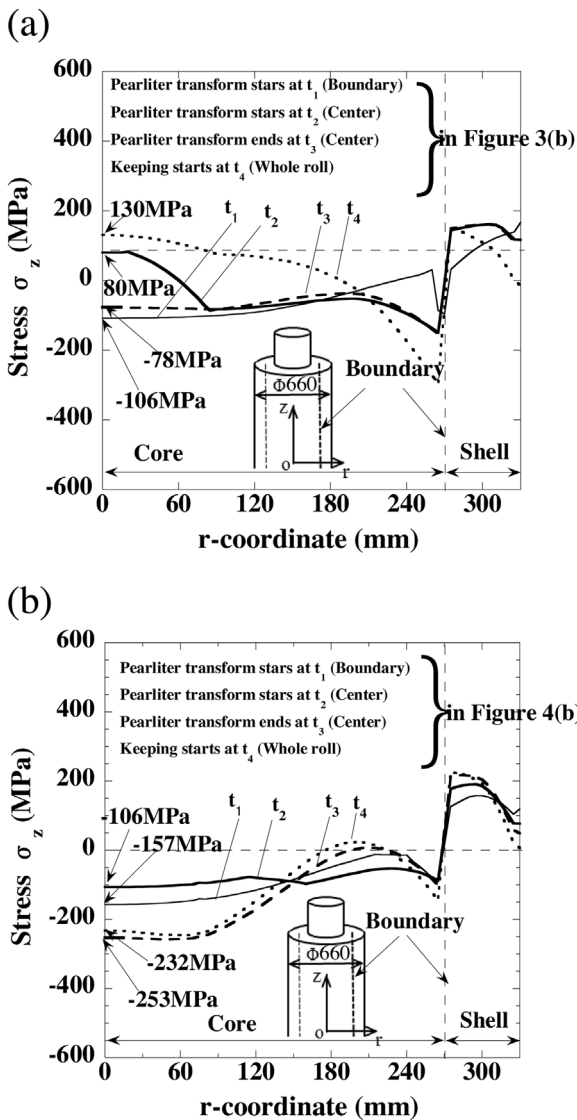 (a)
600
Pearliter transform stars at t1 (Boundary)
Pearliter transform stars at t2 (Center)
Pearliter transform ends at t3 (Center)
Keeping starts at t4 (Whole roll)
in Figure 3(b)
400
200
130MPa
t1
t2
t3
t4
0
80MPa
-78MPa
-200
-106MPa
Boundary
Φ660
z
-400
Core
o
r
Shell
-600
0
60
120
180
240
300
Stress σz (MPa)
r-coordinate (mm)
(b)
600
Pearliter transform stars at t1 (Boundary)
Pearliter transform stars at t2 (Center)
Pearliter transform ends at t3 (Center)
Keeping starts at t4 (Whole roll)
in Figure 4(b)
400
200
-106MPa
t1
t2
t3
t4
0
-157MPa
-200
Boundary
Φ660
-232MPa
z
-253MPa
-400
Core
o
r
Shell
-600
0
60
120
180
240
300
Stress σz (MPa)
r-coordinate (mm)